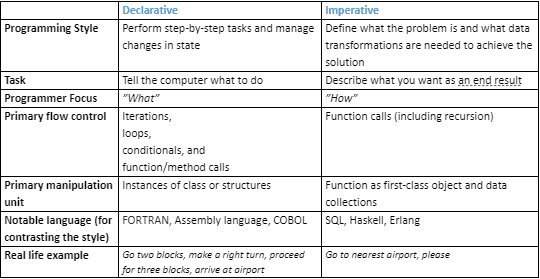 Declarative Imperative
Programming Style Perform step-by-step tasks and manage Define what the problem is and what data
changes in state transformations are needed to achieve the
solution
Task Tell the computer what to do Describe what you want as an end result
Programmer Focus "What" "How"
Primary flow control Iterations, Function calls (including recursion)
loops,
conditionals, and
function/method calls
Primary manipulation Instances of class or structures Function as first-class object and data
unit collections
Notable language (for FORTRAN, Assembly language, COBOL SQL, Haskell, Erlang
contrasting the style)
Real life example Go two blocks, make a right turn, proceed Go to nearest airport, please
for three blocks, arrive at airport